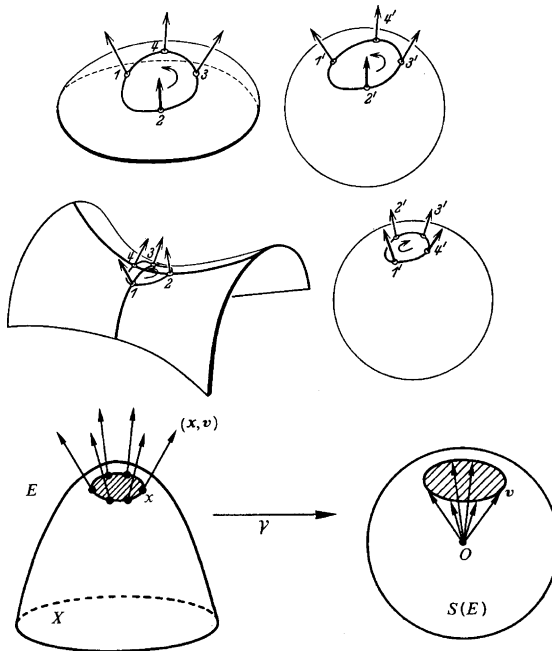 4 4'
1 3 1' 3'
2 2'
2' 3'
4 3 4'
1 2 1'
(x, v)
E x v
γ O
X S(E)